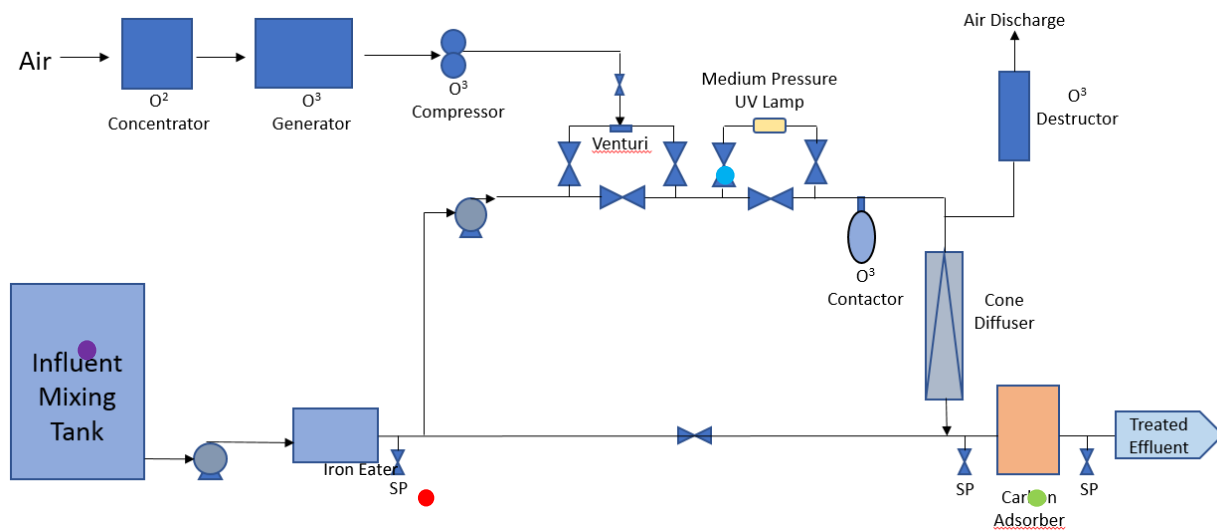 Air Discharge
Air
Medium Pressure
UV Lamp
O³
Destructor
O²
Concentrator
O³
Generator
O³
Compressor
Venturi
O³
Contactor
Cone
Diffuser
Influent
Mixing
Tank
Iron Eater
SP
SP
SP
Treated
Effluent
Adsorber